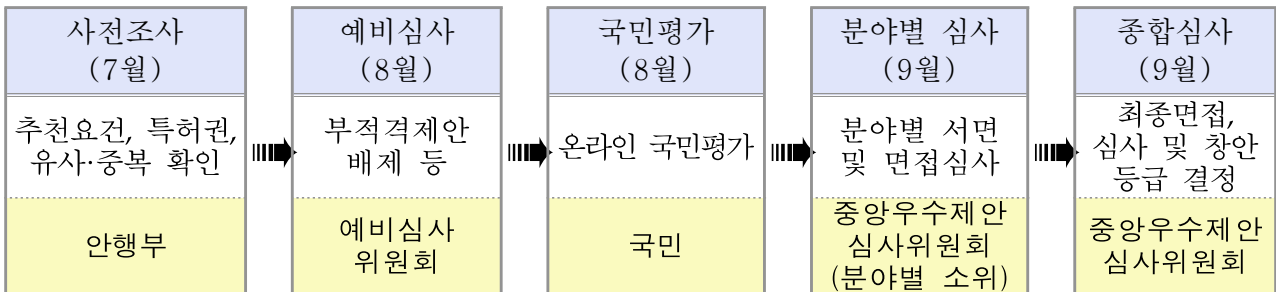 사전조사
(7월)
추천요건, 특허권,
유사·중복 확인
안행부
예비심사
(8월)
부적격제안
배제 등
예비심사
위원회
국민평가
(8월)
온라인 국민평가
국민
분야별 심사
(9월)
분야별 서면
및 면접심사
중앙우수제안
심사위원회
(분야별 소위)
종합심사
(9월)
최종면접,
심사 및 창안
등급 결정
중앙우수제안
심사위원회